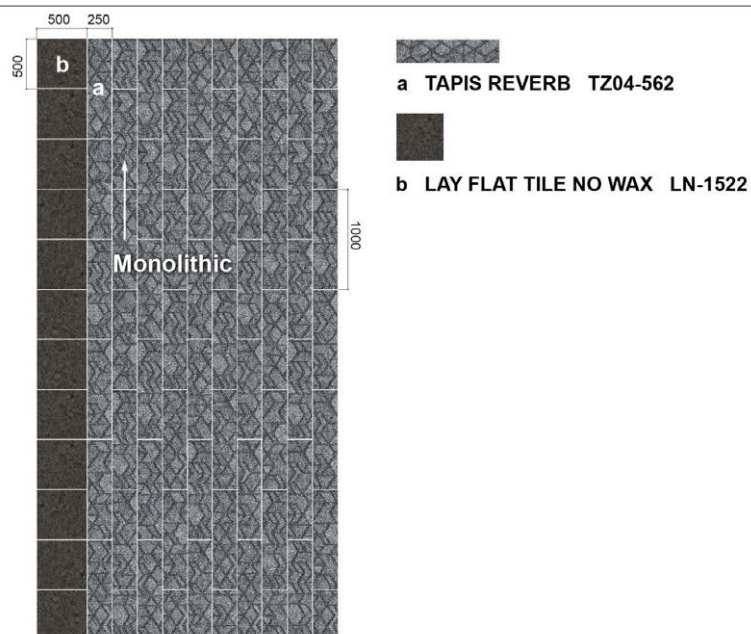 500 250
500
b
a
1000
Monolithic
a TAPIS REVERB TZ04-562
b LAY FLAT TILE NO WAX LN-1522